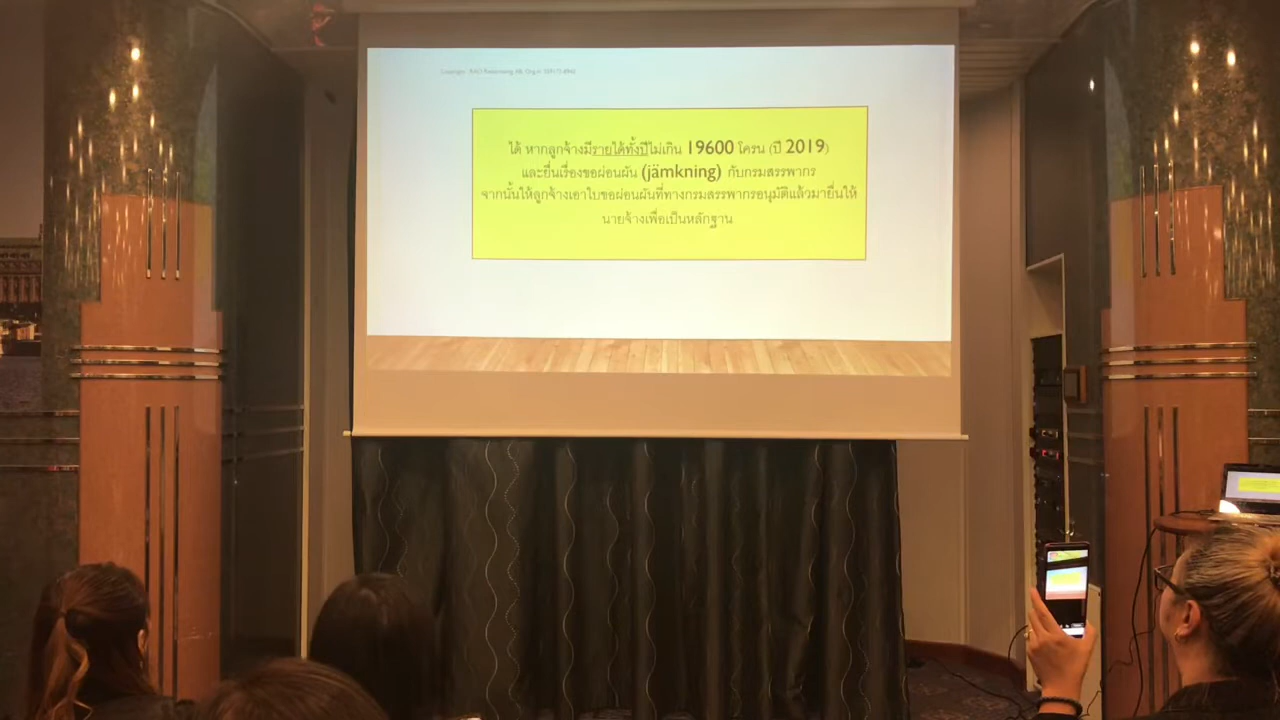 ได้ หากลูกจ้างมีรายได้ทั้งปีไม่เกิน 19600 โครน (ปี 2019)
และยื่นเรื่องขอผ่อนผัน (jämkning) กับกรมสรรพากร
จากนั้นให้ลูกจ้างเอาใบขอผ่อนผันที่ทางกรมสรรพากรอนุมัติแล้วมายื่นให้
นายจ้างเพื่อเป็นหลักฐาน